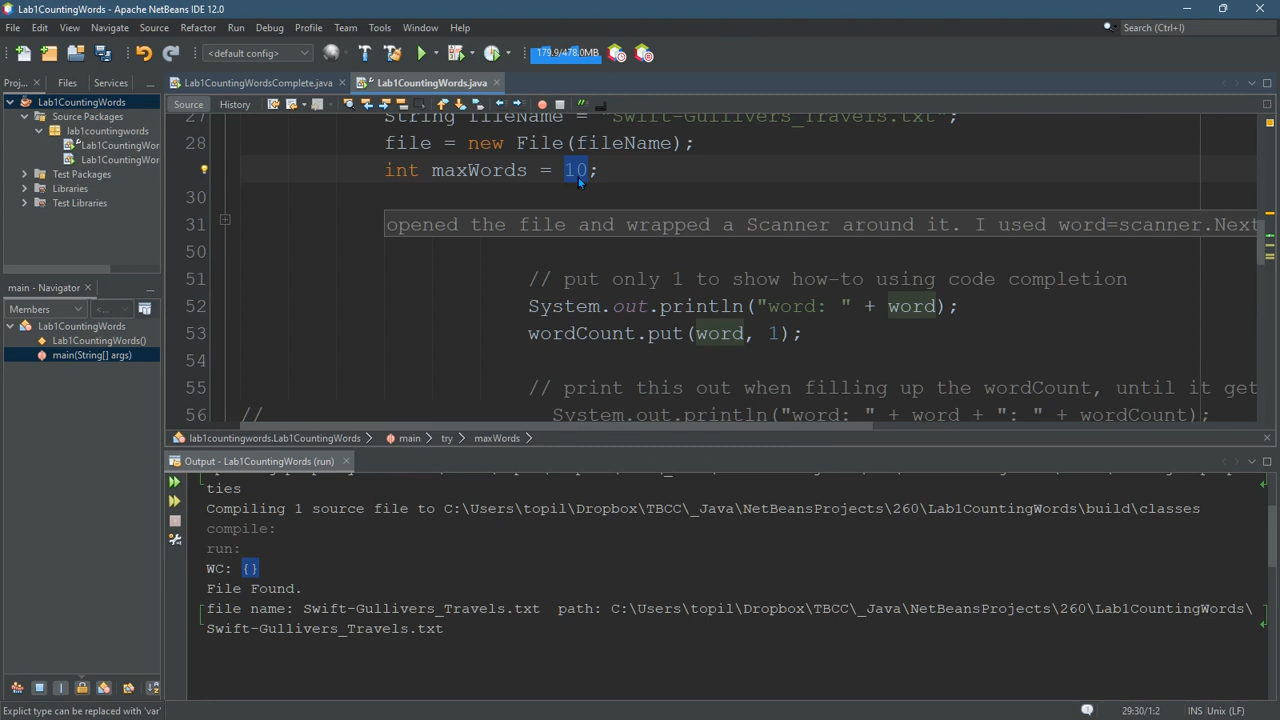 Lab1CountingWords - Apache NetBeans IDE 12.0
File Edit View Navigate Source Refactor Run Debug Profile Team Tools Window Help
Search (Ctrl+I)
<default config>
179.9/478.0MB
Proj...
Files
Services
Lab1CountingWordsComplete.java
Lab1CountingWords.java
Lab1CountingWords
Source Packages
lab1countingwords
Lab1CountingWor
Lab1CountingWor
Test Packages
Libraries
Test Libraries
main - Navigator
Members
<...
Lab1CountingWords
Lab1CountingWords()
main(String[] args)
Source History
27 String fileName = "Swift-Gullivers_Travels.txt";
28 file = new File(fileName);
int maxWords = 10;
30
31 opened the file and wrapped a Scanner around it. I used word=scanner.Next
50
51 // put only 1 to show how-to using code completion
52 System.out.println("word: " + word);
53 wordCount.put(word, 1);
54
55 // print this out when filling up the wordCount, until it get
56 // System.out.println("word: " + word + ": " + wordCount);
lab1countingwords.Lab1CountingWords
main
try
maxWords
Output - Lab1CountingWords (run)
ties
Compiling 1 source file to C:\Users\topil\Dropbox\TBCC\_Java\NetBeansProjects\260\Lab1CountingWords\build\classes
compile:
run:
WC: {}
File Found.
file name: Swift-Gullivers_Travels.txt path: C:\Users\topil\Dropbox\TBCC\_Java\NetBeansProjects\260\Lab1CountingWords\
Swift-Gullivers_Travels.txt
Explict type can be replaced with 'var'
29:30/1:2
INS
Unix (LF)